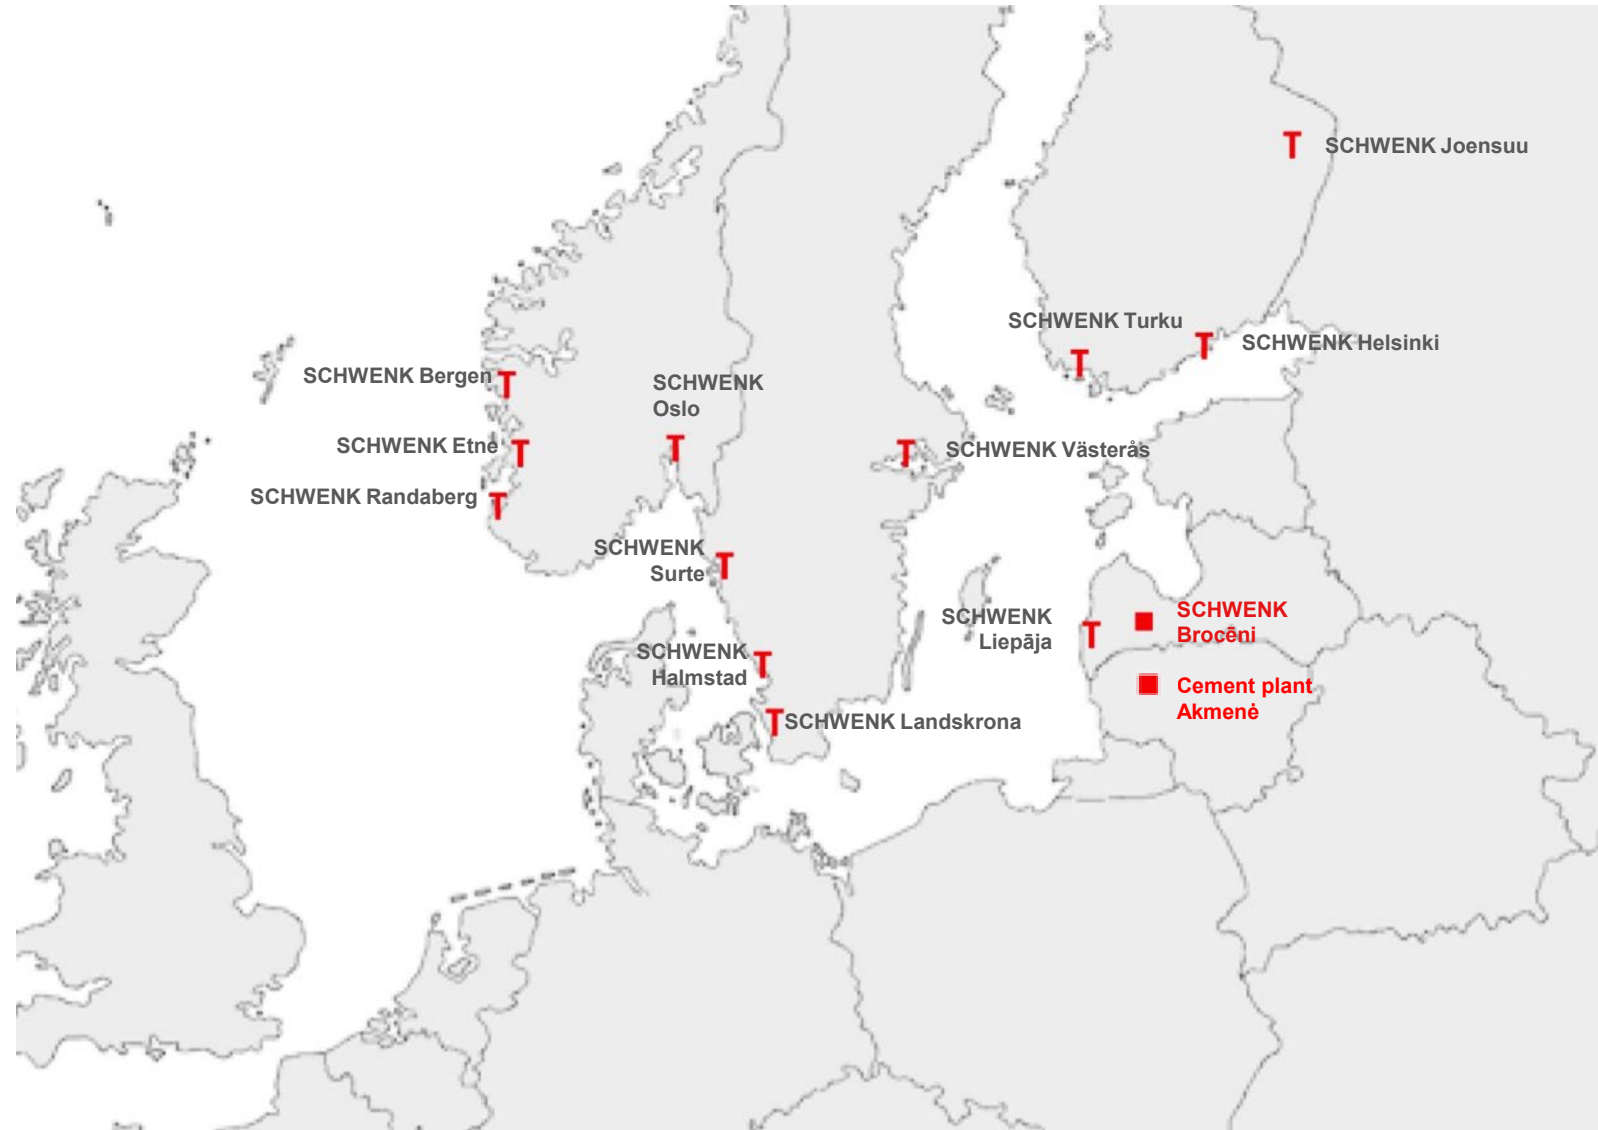 SCHWENK Joensuu
SCHWENK Turku
SCHWENK Helsinki
SCHWENK Bergen
SCHWENK
Oslo
SCHWENK Etne
SCHWENK Västerås
SCHWENK Randaberg
SCHWENK
Surte
SCHWENK
Liepāja
SCHWENK
Brocēni
SCHWENK
Halmstad
Cement plant
Akmenė
SCHWENK Landskrona